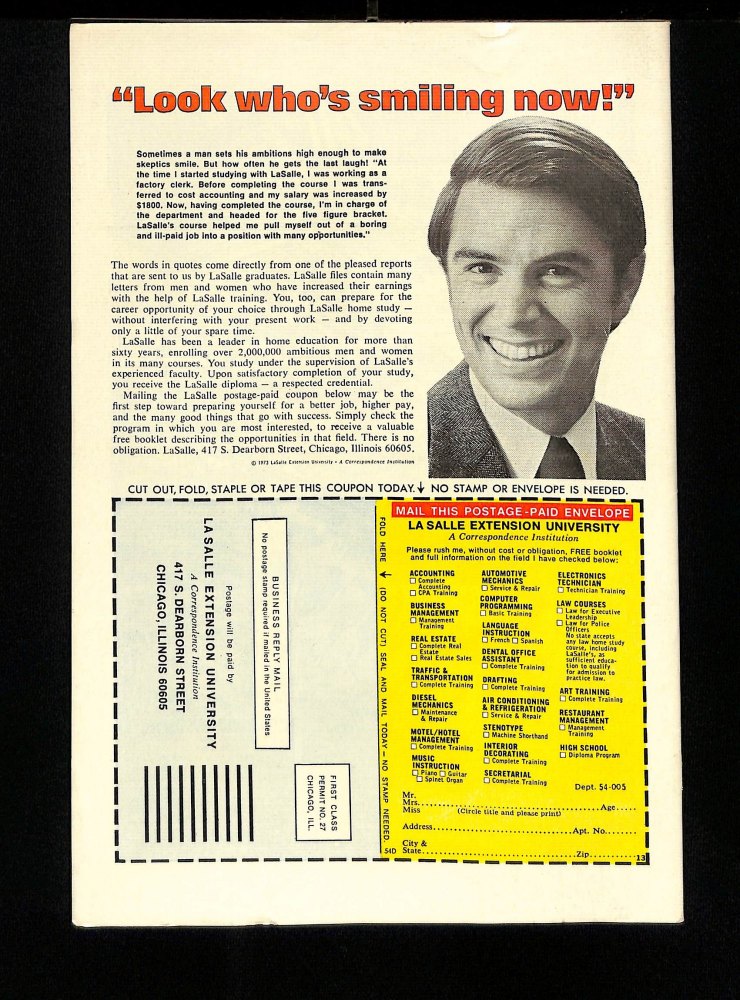 “Look who's smiling now!”
Sometimes a man sets his ambitions high enough to make
skeptics smile. But how often he gets the last laugh! "At
the time I started studying with LaSalle, I was working as a
factory clerk. Before completing the course I was trans-
ferred to cost accounting and my salary was increased by
$1800. Now, having completed the course, I'm in charge of
the department and headed for the five figure bracket.
LaSalle's course helped me pull myself out of a boring
and ill-paid job into a position with many opportunities."
The words in quotes come directly from one of the pleased reports
that are sent to us by LaSalle graduates. LaSalle files contain many
letters from men and women who have increased their earnings
with the help of LaSalle training. You, too, can prepare for the
career opportunity of your choice through LaSalle home study —
without interfering with your present work — and by devoting
only a little of your spare time.
LaSalle has been a leader in home education for more than
sixty years, enrolling over 2,000,000 ambitious men and women
in its many courses. You study under the supervision of LaSalle's
experienced faculty. Upon satisfactory completion of your study,
you receive the LaSalle diploma — a respected credential.
Mailing the LaSalle postage-paid coupon below may be the
first step toward preparing yourself for a better job, higher pay,
and the many good things that go with success. Simply check the
program in which you are most interested, to receive a valuable
free booklet describing the opportunities in that field. There is no
obligation. LaSalle, 417 S. Dearborn Street, Chicago, Illinois 60605.
© 1973 LaSalle Extension University • A Correspondence Institution
CUT OUT, FOLD, STAPLE OR TAPE THIS COUPON TODAY. ↓ NO STAMP OR ENVELOPE IS NEEDED.
BUSINESS REPLY MAIL
No postage stamp required if mailed in the United States
Postage will be paid by
LA SALLE EXTENSION UNIVERSITY
A Correspondence Institution
417 S. DEARBORN STREET
CHICAGO, ILLINOIS 60605
FIRST CLASS
PERMIT NO. 27
CHICAGO, ILL.
FOLD HERE ↓ (DO NOT CUT) SEAL AND MAIL TODAY – NO STAMP NEEDED.
54D
MAIL THIS POSTAGE-PAID ENVELOPE
LA SALLE EXTENSION UNIVERSITY
A Correspondence Institution
Please rush me, without cost or obligation, FREE booklet
and full information on the field I have checked below:
ACCOUNTING
☐ Complete
Accounting
☐ CPA Training
BUSINESS
MANAGEMENT
☐ Management
Training
REAL ESTATE
☐ Complete Real
Estate
☐ Real Estate Sales
TRAFFIC &
TRANSPORTATION
☐ Complete Training
DIESEL
MECHANICS
☐ Maintenance
& Repair
MOTEL/HOTEL
MANAGEMENT
☐ Complete Training
MUSIC
INSTRUCTION
☐ Piano ☐ Guitar
☐ Spinet Organ
AUTOMOTIVE
MECHANICS
☐ Service & Repair
COMPUTER
PROGRAMMING
☐ Basic Training
LANGUAGE
INSTRUCTION
☐ French ☐ Spanish
DENTAL OFFICE
ASSISTANT
☐ Complete Training
DRAFTING
☐ Complete Training
AIR CONDITIONING
& REFRIGERATION
☐ Service & Repair
STENOTYPE
☐ Machine Shorthand
INTERIOR
DECORATING
☐ Complete Training
SECRETARIAL
☐ Complete Training
ELECTRONICS
TECHNICIAN
☐ Technician Training
LAW COURSES
☐ Law for Executive
Leadership
☐ Law for Police
Officers
No state accepts
any law home study
course, including
LaSalle's, as
sufficient educa-
tion to qualify
for admission to
practice law.
ART TRAINING
☐ Complete Training
RESTAURANT
MANAGEMENT
☐ Management
Training
HIGH SCHOOL
☐ Diploma Program
Dept. 54-005
Mr.
Mrs. Age
Miss (Circle title and please print)
Address Apt. No.
City &
State Zip 13